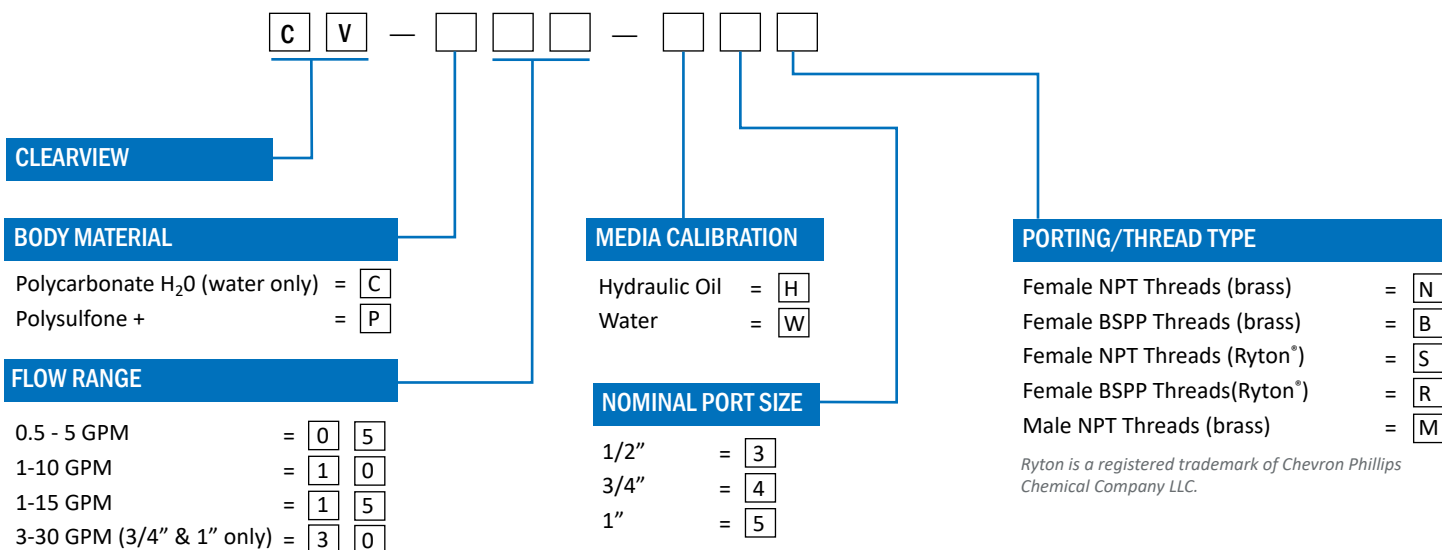 C V — —
CLEARVIEW
BODY MATERIAL
Polycarbonate H₂0 (water only) = C
Polysulfone + = P
FLOW RANGE
0.5 - 5 GPM = 0 5
1-10 GPM = 1 0
1-15 GPM = 1 5
3-30 GPM (3/4” & 1” only) = 3 0
MEDIA CALIBRATION
Hydraulic Oil = H
Water = W
NOMINAL PORT SIZE
1/2” = 3
3/4” = 4
1” = 5
PORTING/THREAD TYPE
Female NPT Threads (brass) = N
Female BSPP Threads (brass) = B
Female NPT Threads (Ryton®) = S
Female BSPP Threads(Ryton®) = R
Male NPT Threads (brass) = M
Ryton is a registered trademark of Chevron Phillips
Chemical Company LLC.